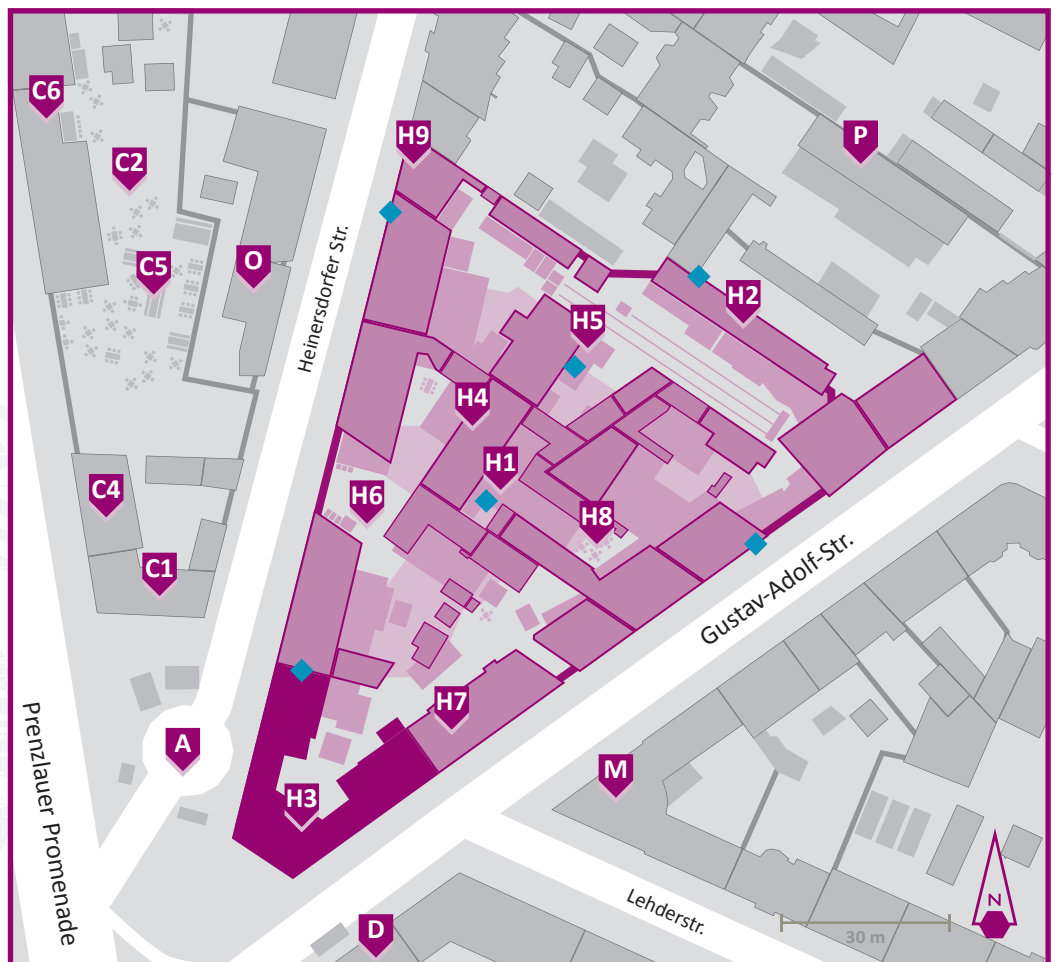 C6
H9
P
C2
O
C5
Heinersdorfer Str.
H2
H5
H4
H1
C4
H6
H8
C1
Gustav-Adolf-Str.
Prenzlauer Promenade
A
H7
M
H3
N
Lehderstr.
D
30 m